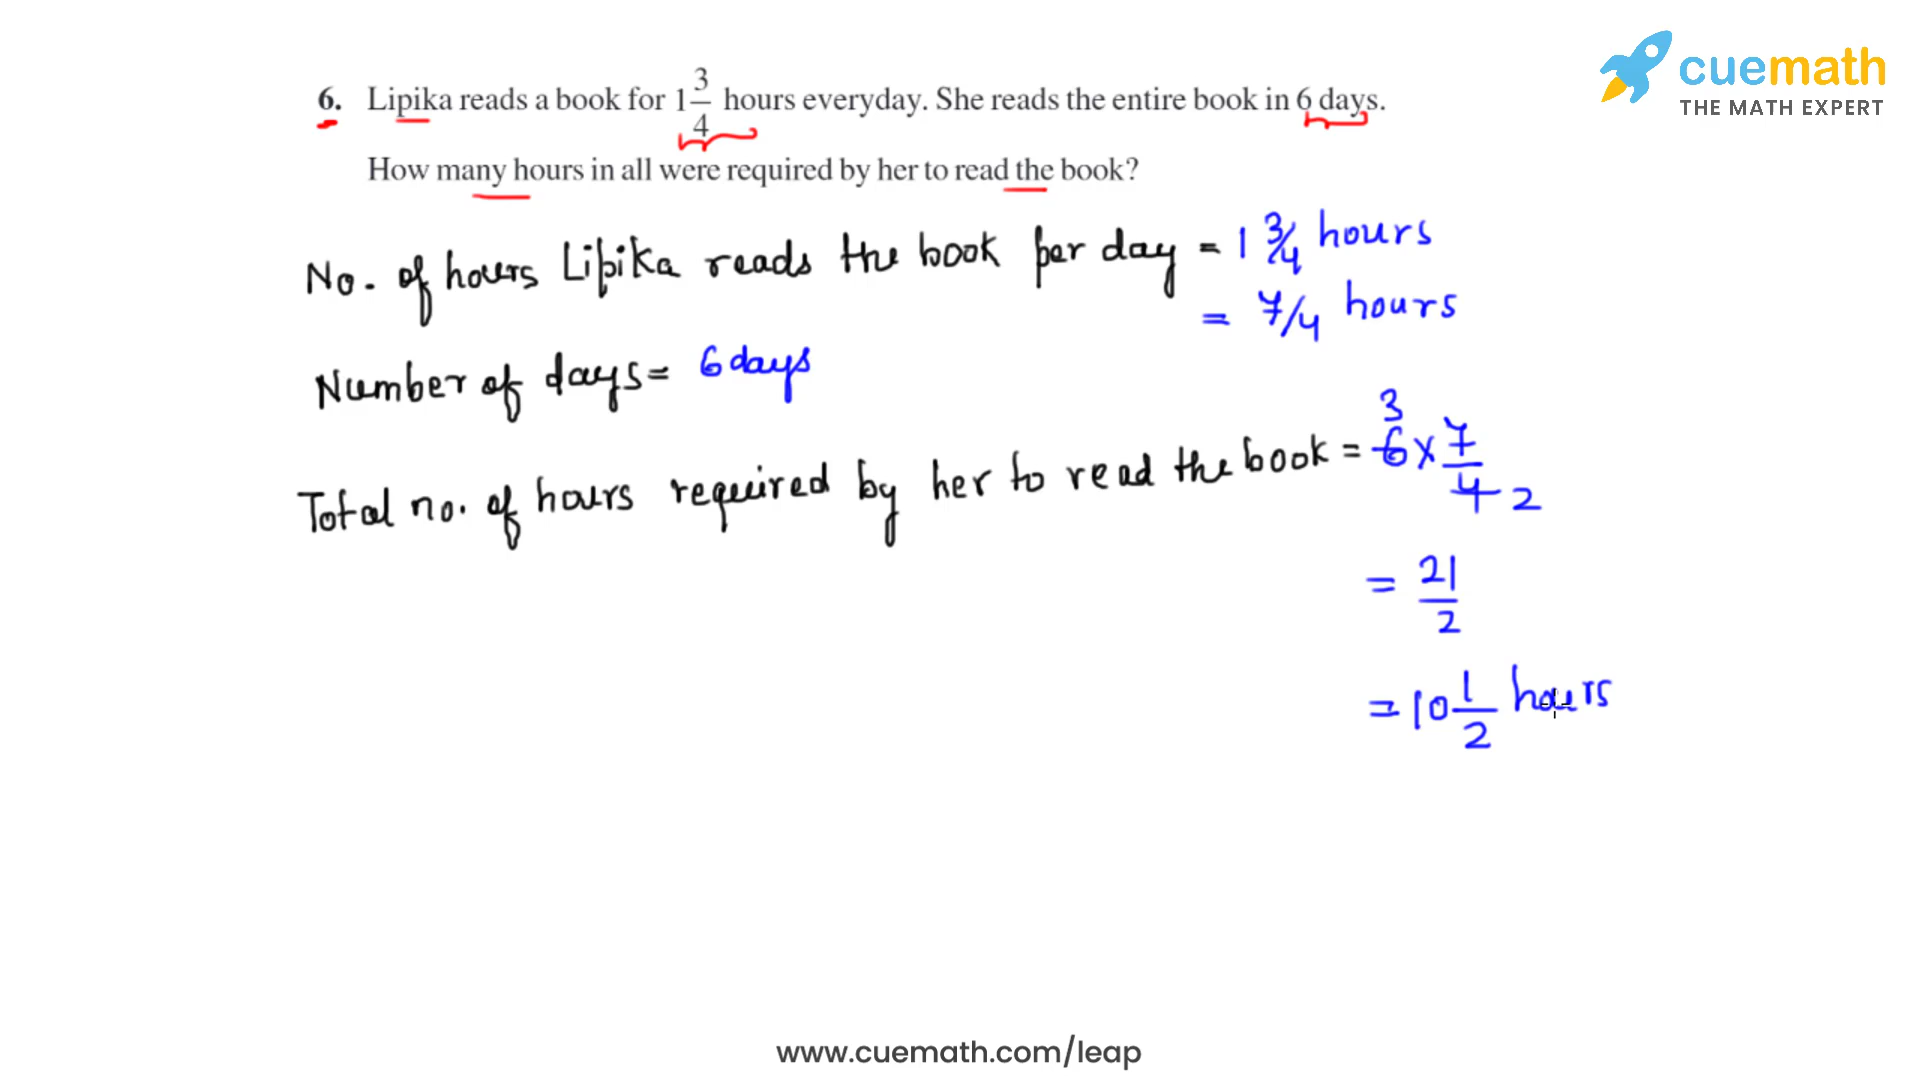 cuemath
THE MATH EXPERT
6. Lipika reads a book for 1 3/4 hours everyday. She reads the entire book in 6 days.
How many hours in all were required by her to read the book?
No. of hours Lipika reads the book per day = 1 3/4 hours
= 7/4 hours
Number of days = 6 days
3
Total no. of hours required by her to read the book = 6 × 7/4 2
= 21/2
= 10 1/2 hours
www.cuemath.com/leap